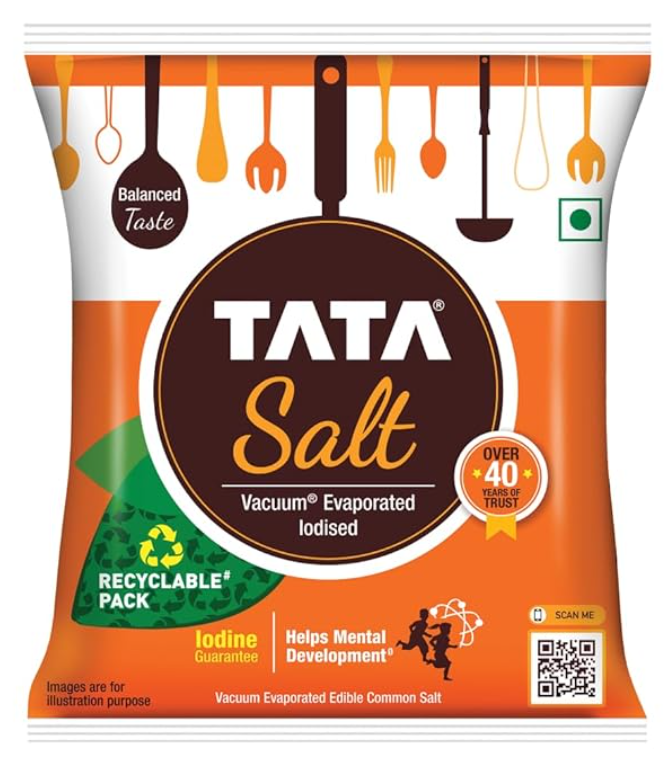 Balanced
Taste
TATA®
Salt
Vacuum® Evaporated
Iodised
OVER
40
YEARS OF
TRUST
RECYCLABLE#
PACK
Iodine
Guarantee
Helps Mental
Development◊
SCAN ME
Images are for
illustration purpose
Vacuum Evaporated Edible Common Salt